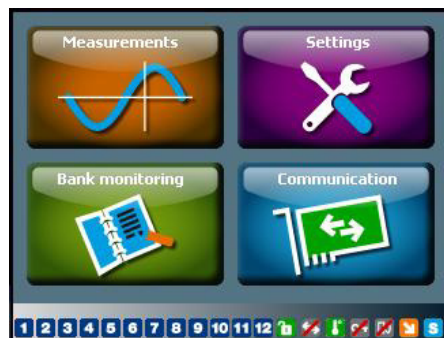 Measurements
Settings
Bank monitoring
Communication
1 2 3 4 5 6 7 8 9 10 11 12 S